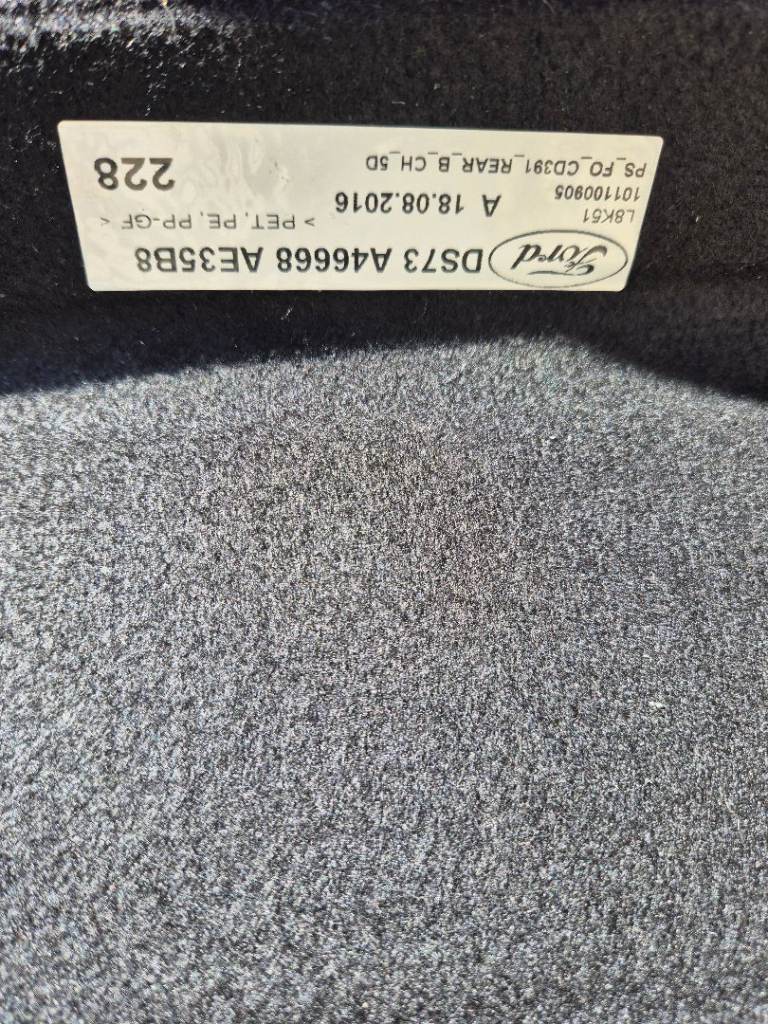 Ford DS73 A46668 AE35B8
L8K51 > PET, PE, PP-GF <
101100905 A 18.08.2016 228
PS_FO_CD391_REAR_B_CH_5D